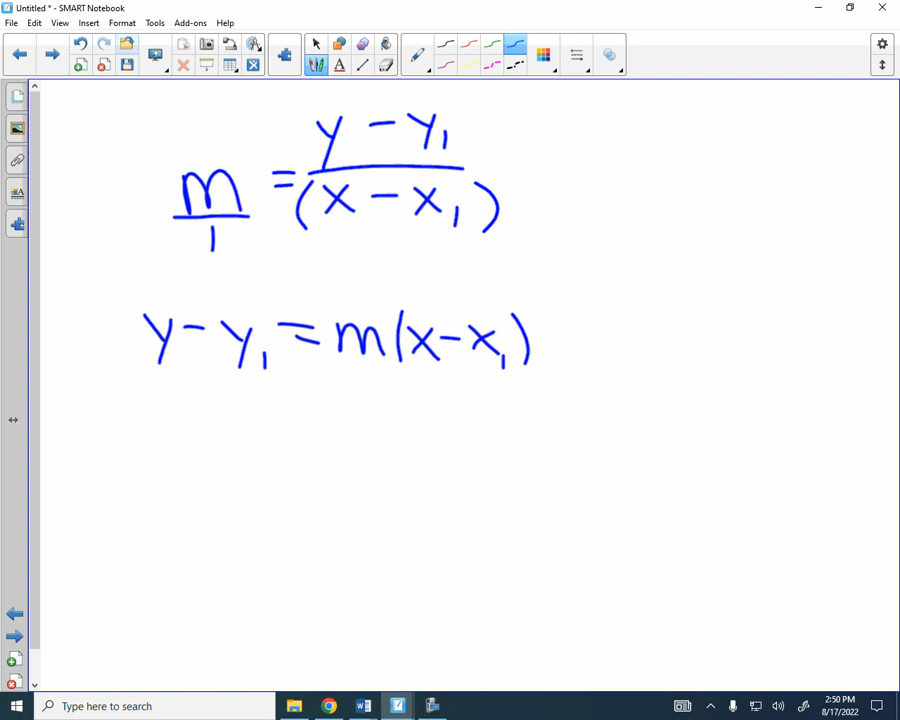 Untitled * - SMART Notebook
File Edit View Insert Format Tools Add-ons Help
m/1 = (y - y₁)/(x - x₁)
y - y₁ = m(x - x₁)
Type here to search
2:50 PM
8/17/2022